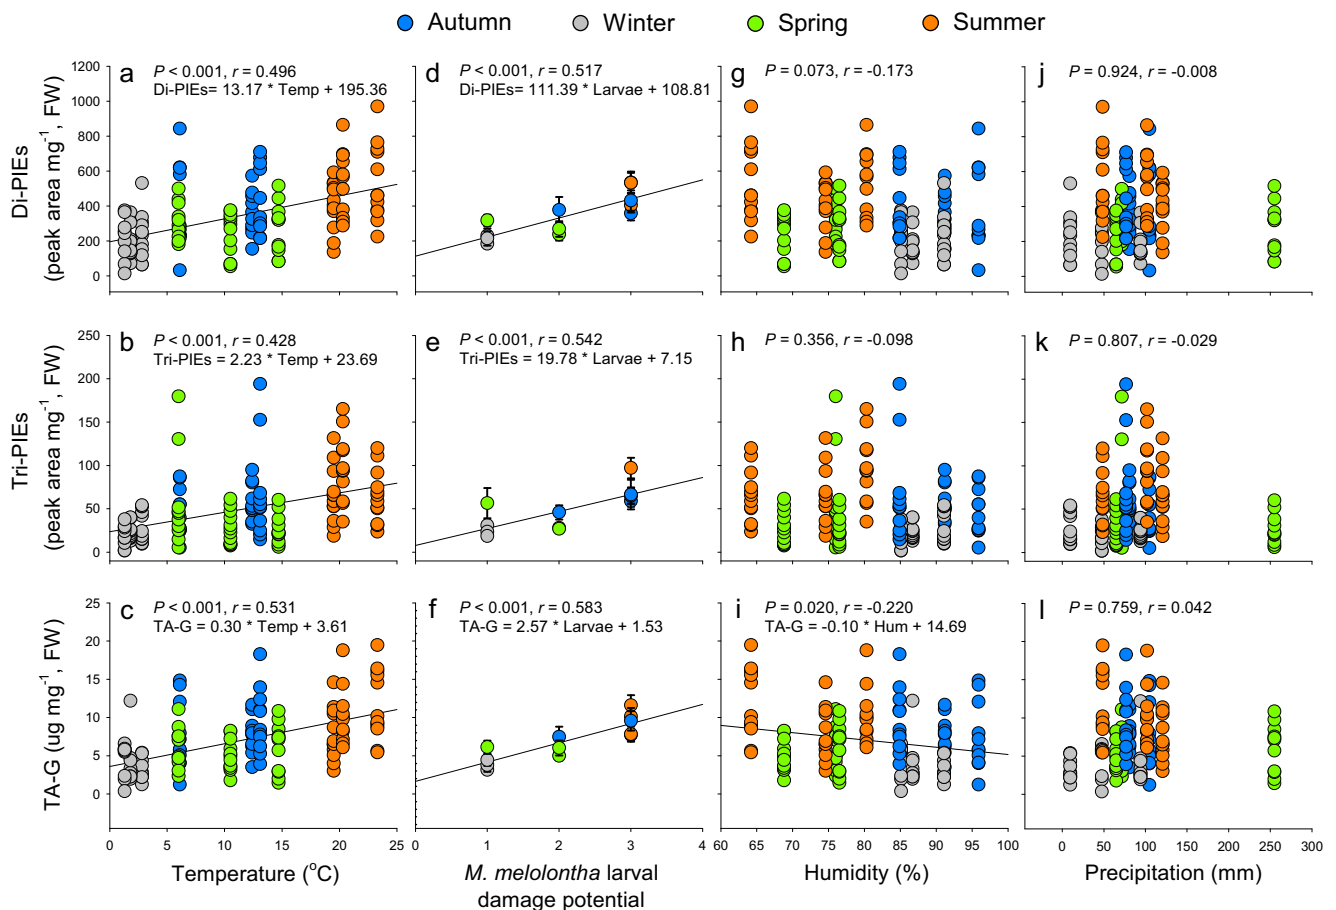 Autumn Winter Spring Summer
a
P < 0.001, r = 0.496
Di-PIEs= 13.17 * Temp + 195.36
d
P < 0.001, r = 0.517
Di-PIEs= 111.39 * Larvae + 108.81
g
P = 0.073, r = -0.173
j
P = 0.924, r = -0.008
Di-PIEs
(peak area mg⁻¹, FW)
1200
1000
800
600
400
200
0
b
P < 0.001, r = 0.428
Tri-PIEs = 2.23 * Temp + 23.69
e
P < 0.001, r = 0.542
Tri-PIEs = 19.78 * Larvae + 7.15
h
P = 0.356, r = -0.098
k
P = 0.807, r = -0.029
Tri-PIEs
(peak area mg⁻¹, FW)
250
200
150
100
50
0
c
P < 0.001, r = 0.531
TA-G = 0.30 * Temp + 3.61
f
P < 0.001, r = 0.583
TA-G = 2.57 * Larvae + 1.53
i
P = 0.020, r = -0.220
TA-G = -0.10 * Hum + 14.69
l
P = 0.759, r = 0.042
TA-G (ug mg⁻¹, FW)
25
20
15
10
5
0
0 5 10 15 20 25
0 1 2 3 4
60 65 70 75 80 85 90 95 100
0 50 100 150 200 250 300
Temperature (°C)
M. melolontha larval
damage potential
Humidity (%)
Precipitation (mm)